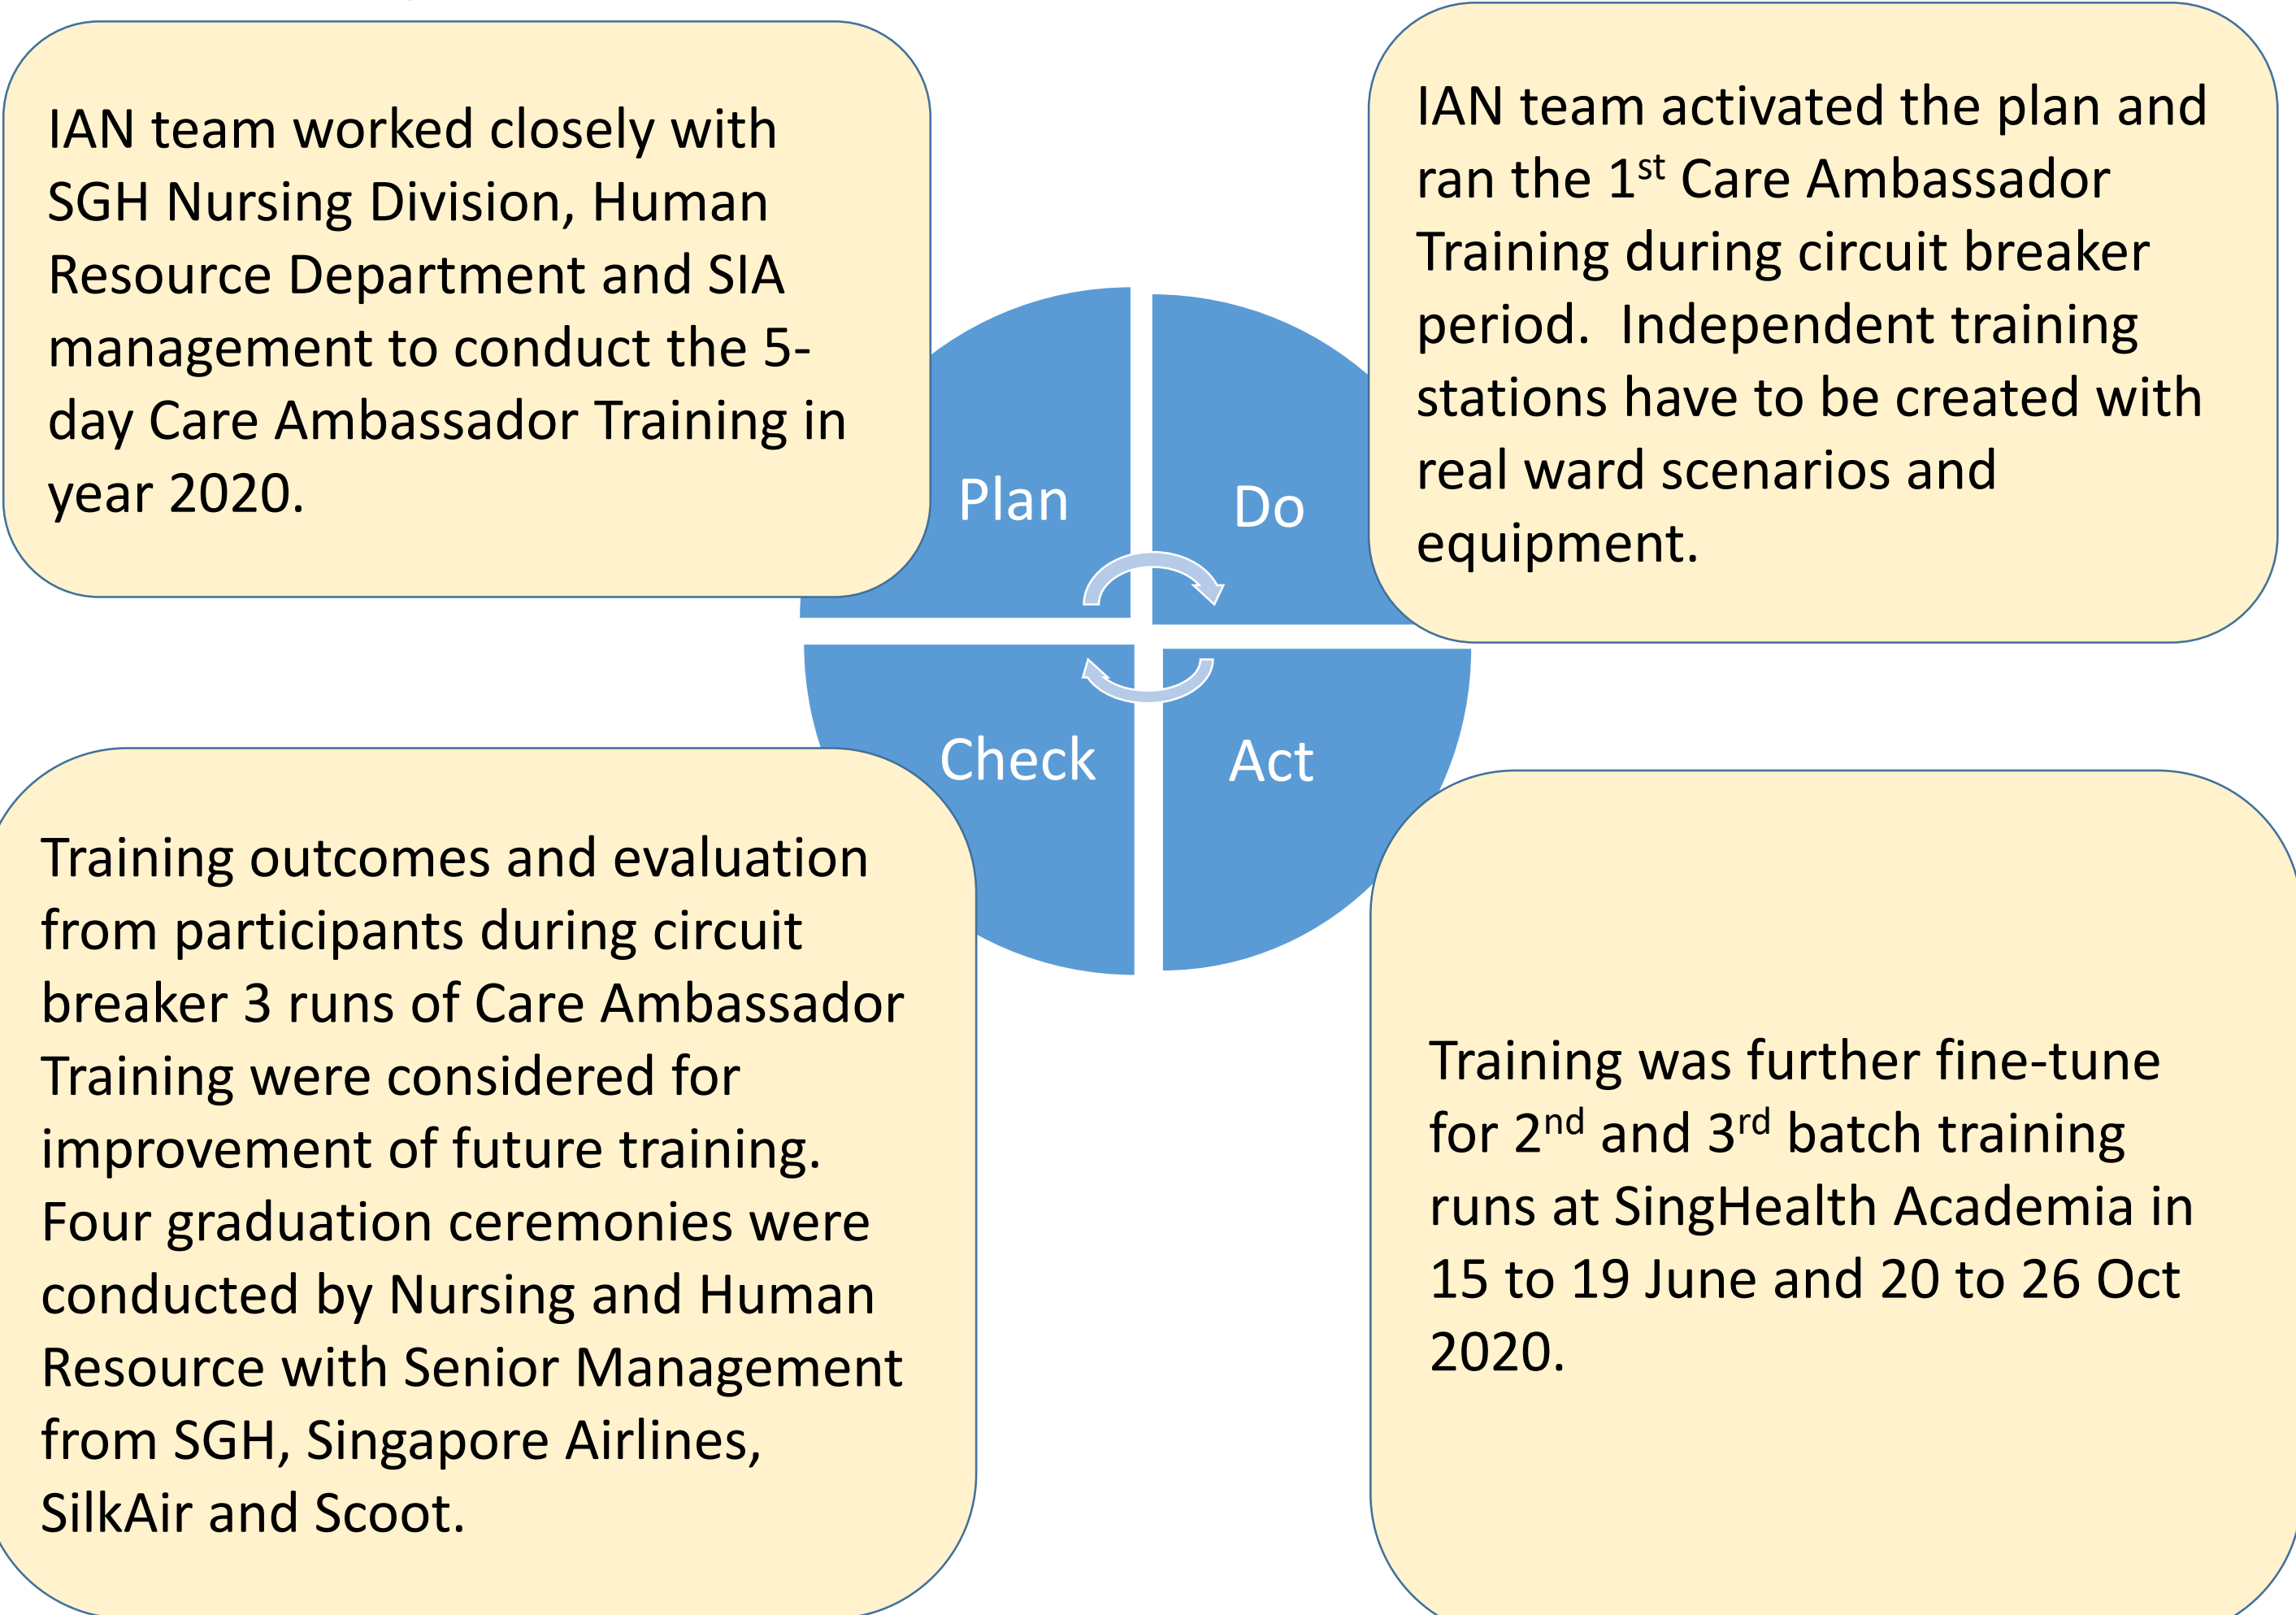 IAN team worked closely with
SGH Nursing Division, Human
Resource Department and SIA
management to conduct the 5-
day Care Ambassador Training in
year 2020.
IAN team activated the plan and
ran the 1st Care Ambassador
Training during circuit breaker
period.  Independent training
stations have to be created with
real ward scenarios and
equipment.
Plan
Do
Check
Act
Training outcomes and evaluation
from participants during circuit
breaker 3 runs of Care Ambassador
Training were considered for
improvement of future training.
Four graduation ceremonies were
conducted by Nursing and Human
Resource with Senior Management
from SGH, Singapore Airlines,
SilkAir and Scoot.
Training was further fine-tune
for 2nd and 3rd batch training
runs at SingHealth Academia in
15 to 19 June and 20 to 26 Oct
2020.